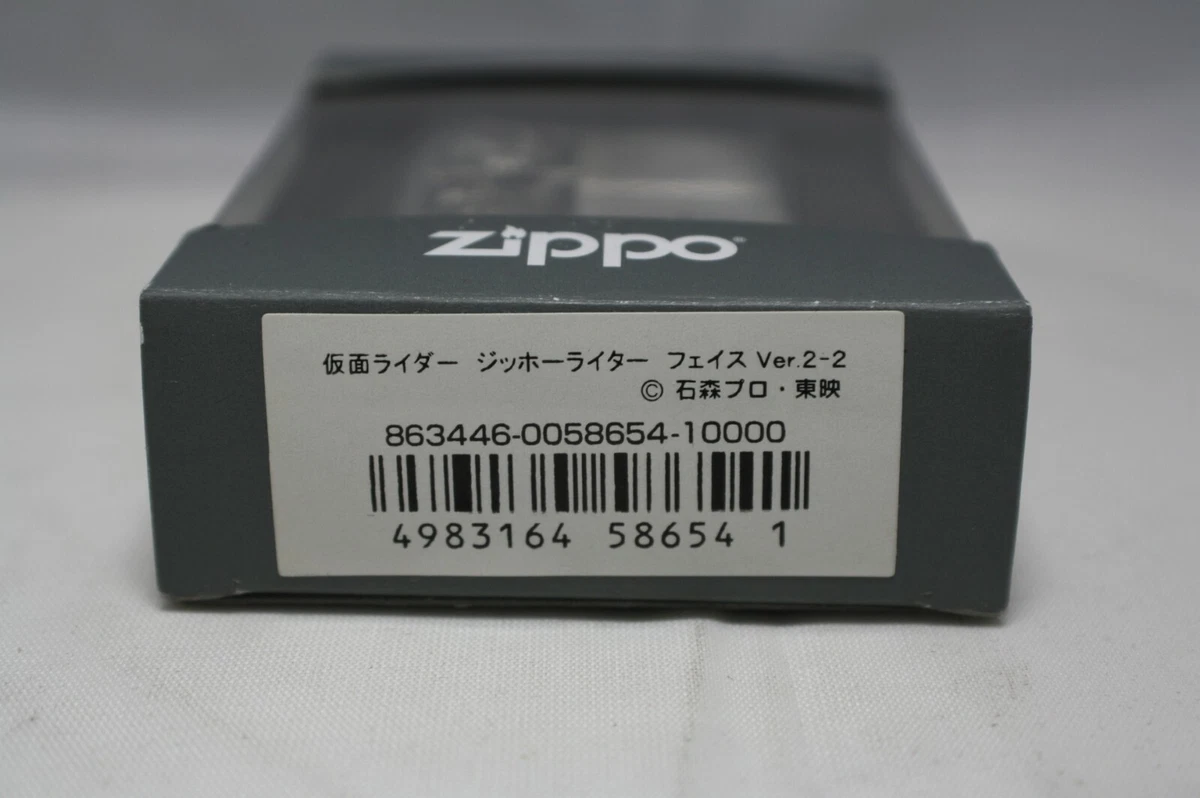 zippo
仮面ライダー ジッポーライター フェイス Ver.2-2
© 石森プロ・東映
863446-0058654-10000
4983164 58654 1